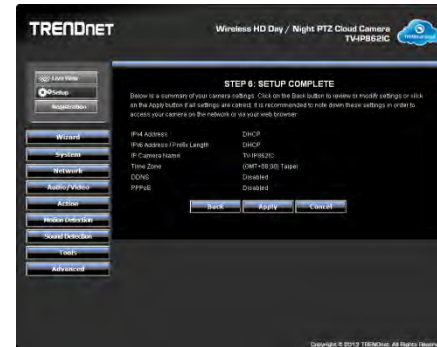 TRENDnet
Wireless HD Day / Night PTZ Cloud Camera
TV-IP862IC
Live View
Setup
Registration
Wizard
System
Network
Audio/Video
Action
Motion Detection
Sound Detection
Tools
Advanced
STEP 6: SETUP COMPLETE
Below is a summary of your camera settings. Click on the Back button to review or modify settings or click
on the Apply button if all settings are correct. It is recommended to note down these settings in order to
access your camera on the network or via your web browser.
IPv4 Address DHCP
IPv6 Address / Prefix Length DHCP
IP Camera Name TV-IP862IC
Time Zone (GMT+08:00) Taipei
DDNS Disabled
PPPoE Disabled
Back Apply Cancel
Copyright © 2013 TRENDnet. All Rights Reserved